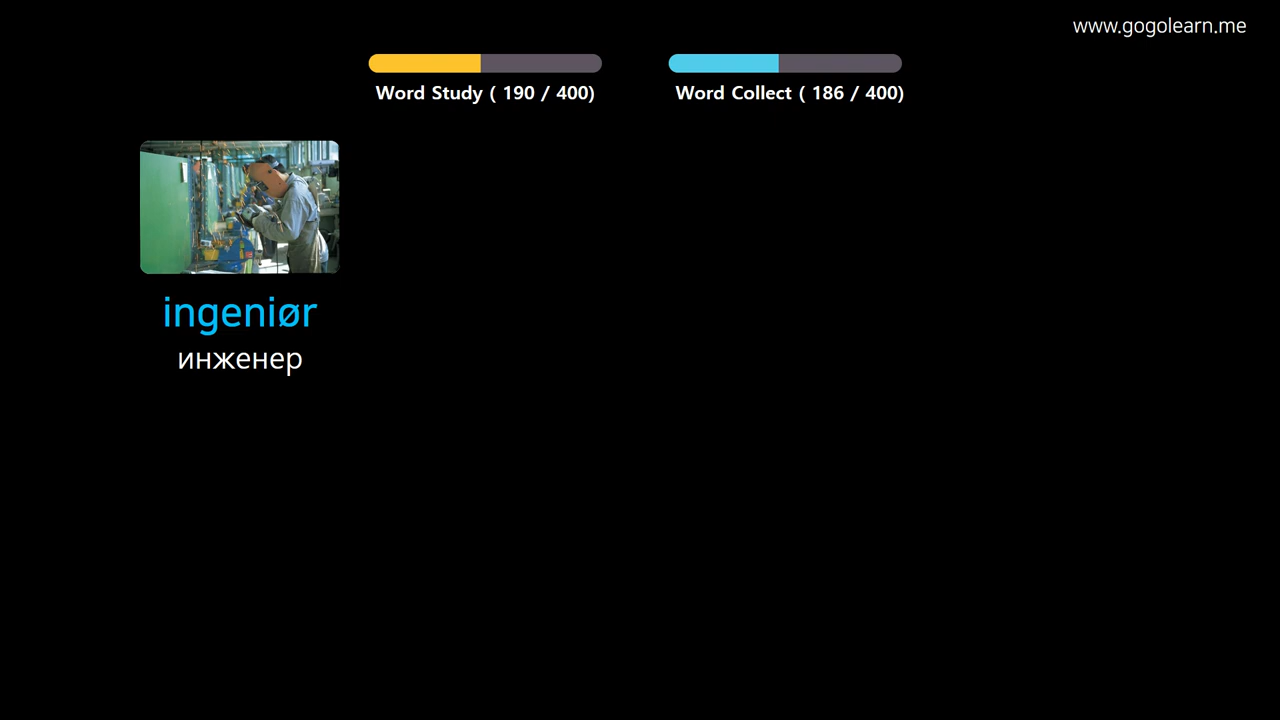 www.gogolearn.me
Word Study ( 190 / 400)
Word Collect ( 186 / 400)
ingeniør
инженер